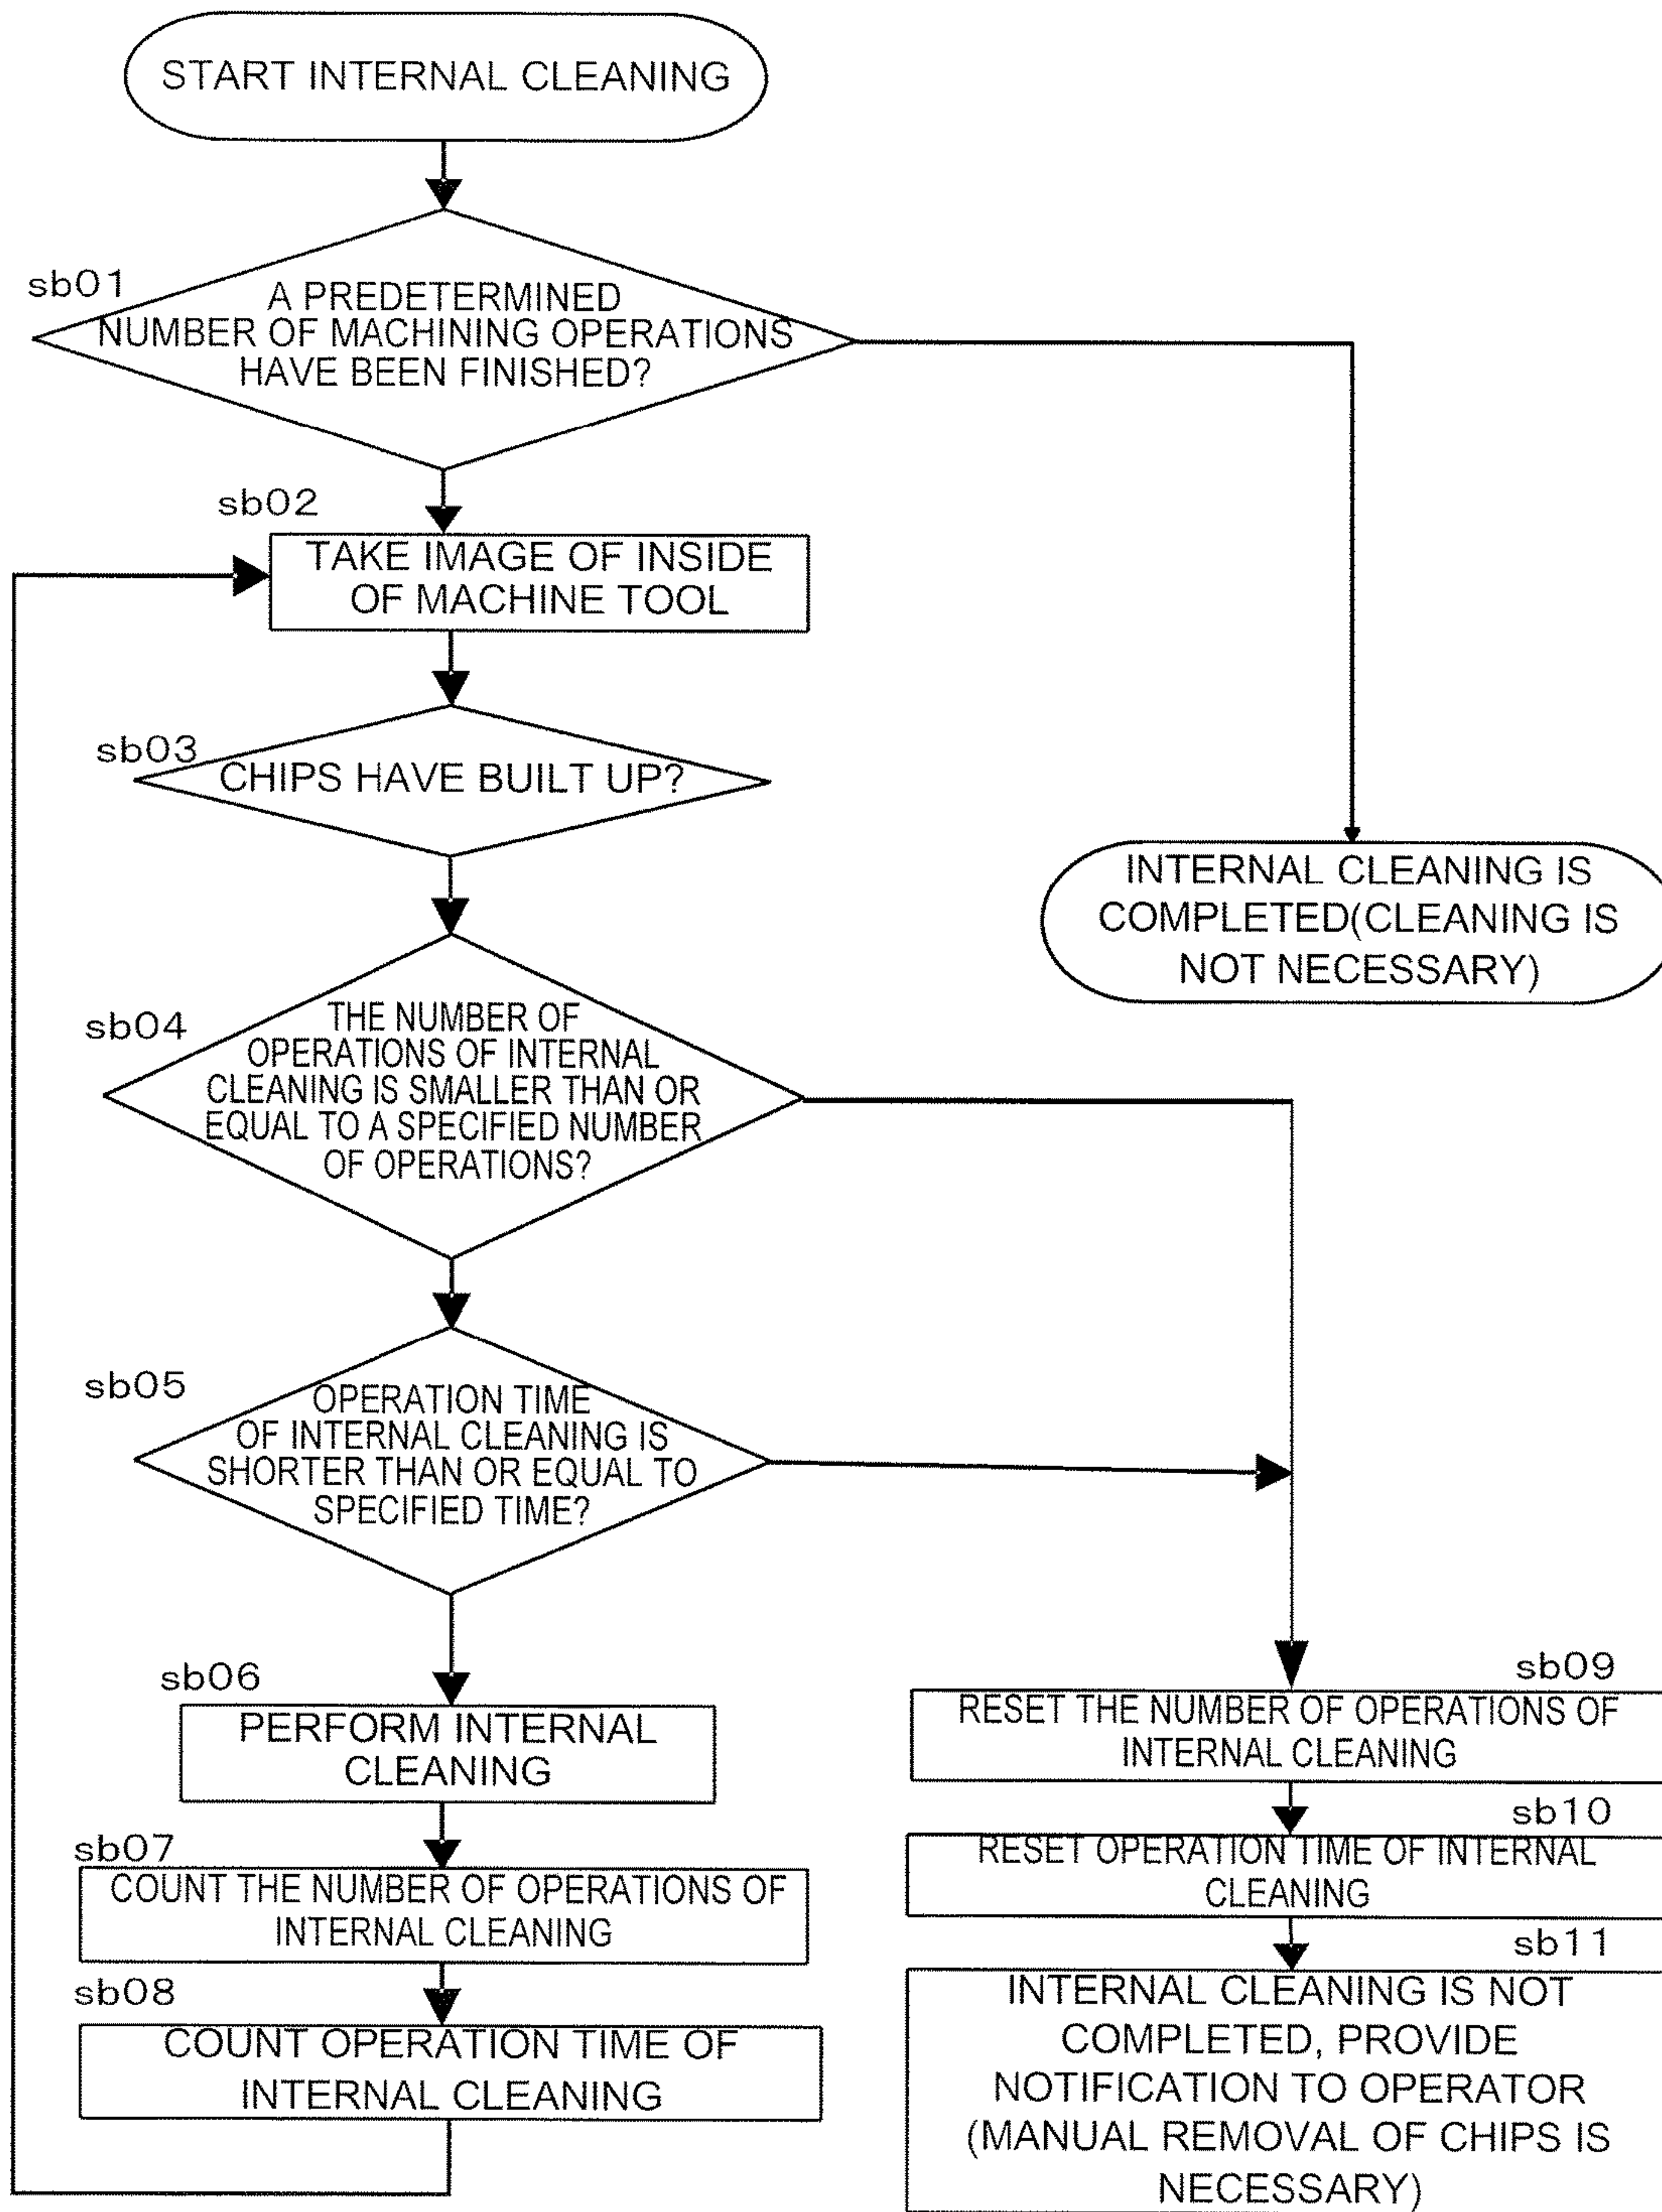 START INTERNAL CLEANING
sb01
A PREDETERMINED
NUMBER OF MACHINING OPERATIONS
HAVE BEEN FINISHED?
sb02
TAKE IMAGE OF INSIDE
OF MACHINE TOOL
sb03
CHIPS HAVE BUILT UP?
INTERNAL CLEANING IS
COMPLETED(CLEANING IS
NOT NECESSARY)
sb04
THE NUMBER OF
OPERATIONS OF INTERNAL
CLEANING IS SMALLER THAN OR
EQUAL TO A SPECIFIED NUMBER
OF OPERATIONS?
sb05
OPERATION TIME
OF INTERNAL CLEANING IS
SHORTER THAN OR EQUAL TO
SPECIFIED TIME?
sb06
PERFORM INTERNAL
CLEANING
sb07
COUNT THE NUMBER OF OPERATIONS OF
INTERNAL CLEANING
sb08
COUNT OPERATION TIME OF
INTERNAL CLEANING
sb09
RESET THE NUMBER OF OPERATIONS OF
INTERNAL CLEANING
sb10
RESET OPERATION TIME OF INTERNAL
CLEANING
sb11
INTERNAL CLEANING IS NOT
COMPLETED, PROVIDE
NOTIFICATION TO OPERATOR
(MANUAL REMOVAL OF CHIPS IS
NECESSARY)